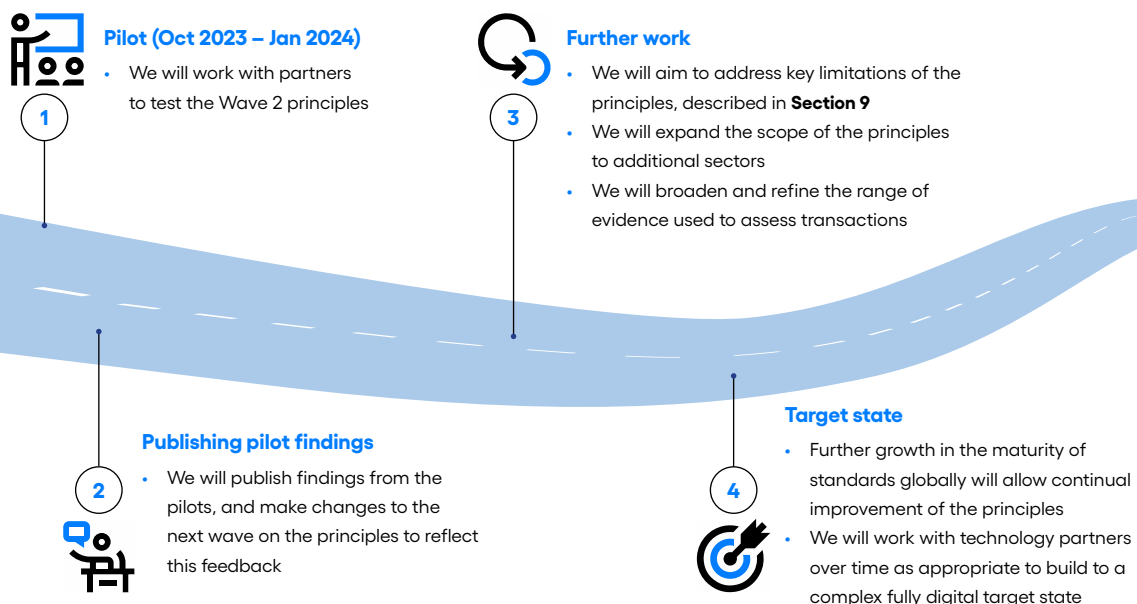 Pilot (Oct 2023 – Jan 2024)
• We will work with partners
to test the Wave 2 principles
1
Publishing pilot findings
• We will publish findings from the
pilots, and make changes to the
next wave on the principles to reflect
this feedback
2
Further work
• We will aim to address key limitations of the
principles, described in Section 9
• We will expand the scope of the principles
to additional sectors
• We will broaden and refine the range of
evidence used to assess transactions
3
Target state
• Further growth in the maturity of
standards globally will allow continual
improvement of the principles
• We will work with technology partners
over time as appropriate to build to a
complex fully digital target state
4